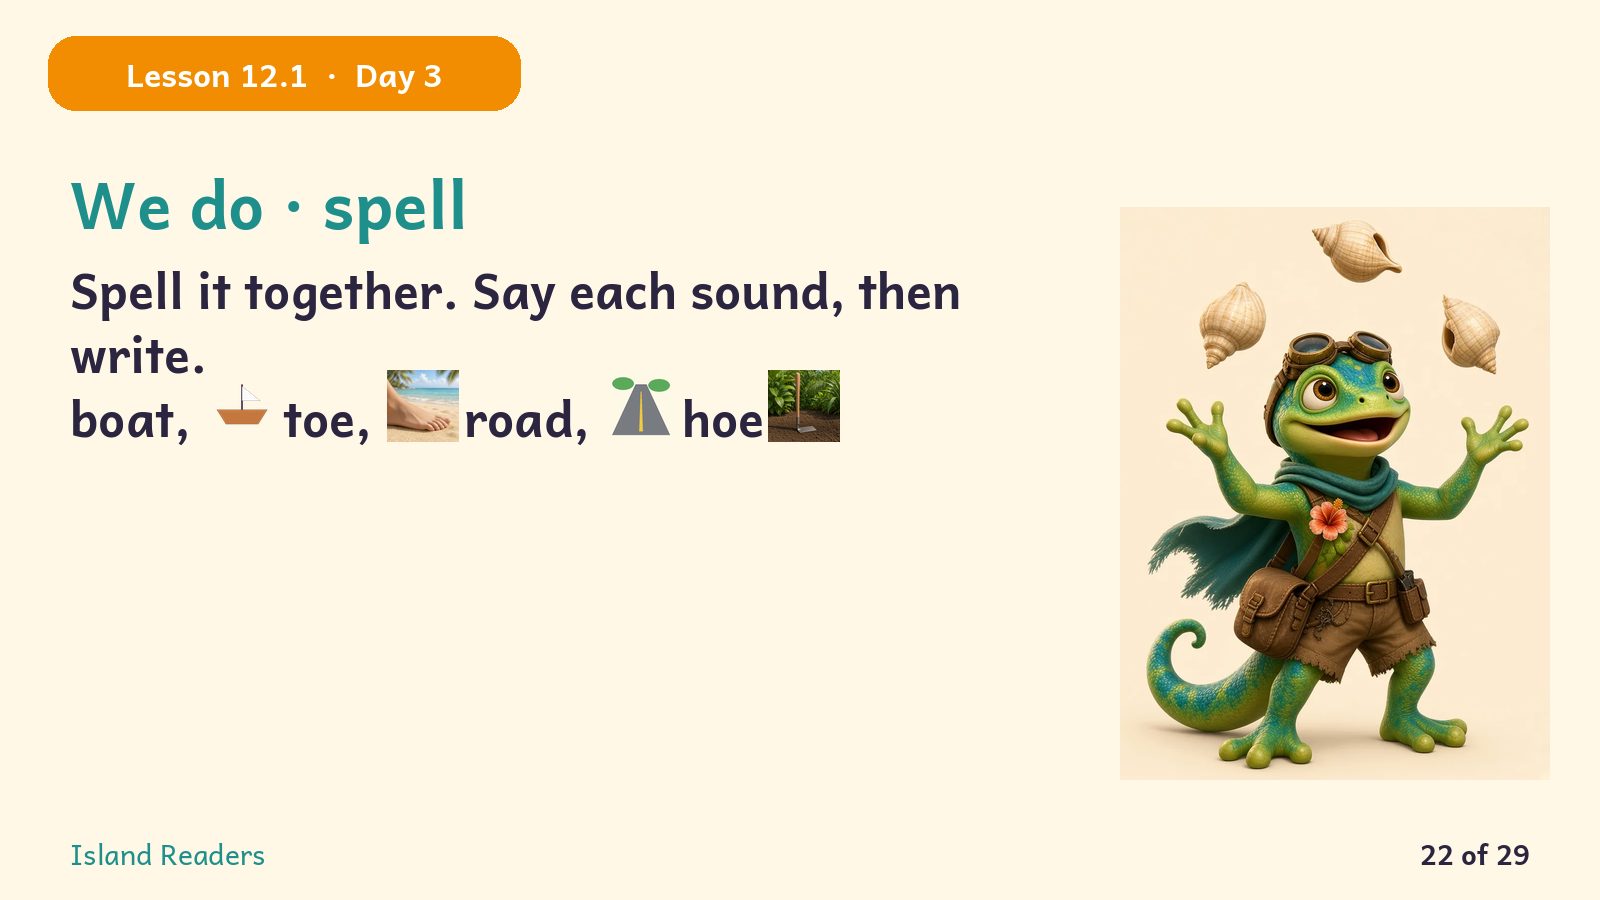 Lesson 12.1 · Day 3
We do · spell
Spell it together. Say each sound, then
write.
boat, toe, road, hoe
Island Readers
22 of 29